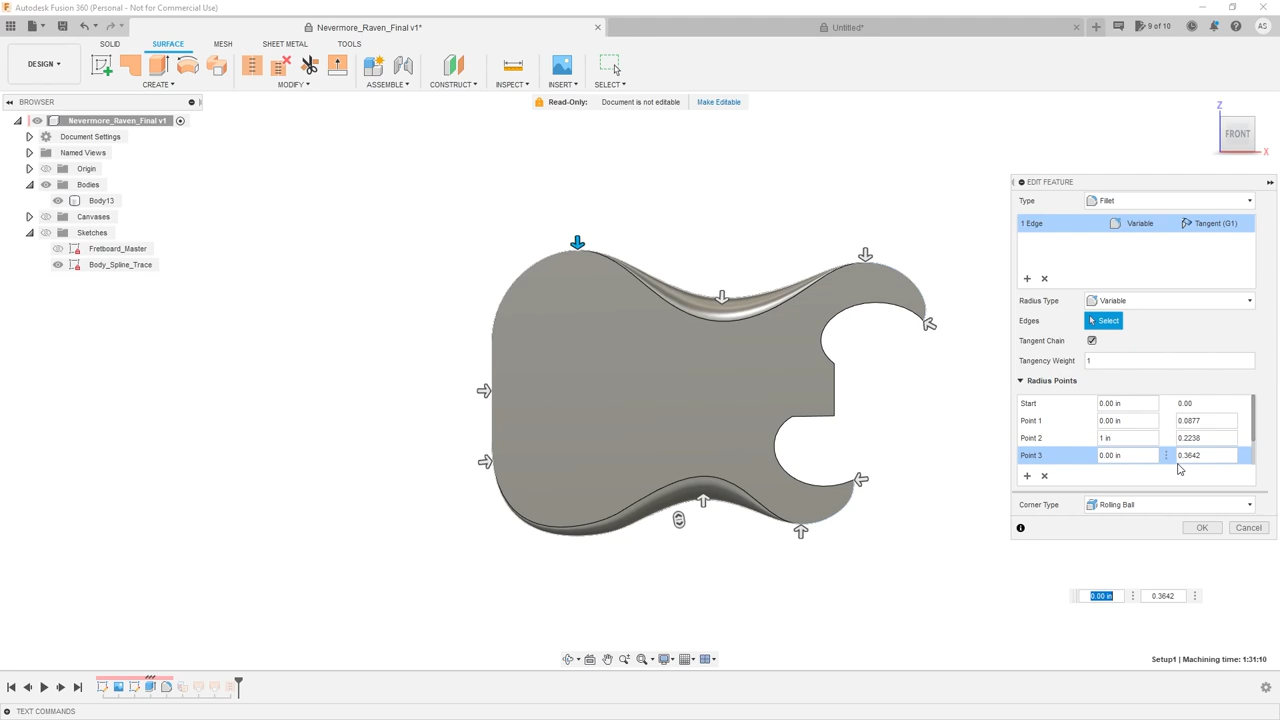 Autodesk Fusion 360 (Personal - Not for Commercial Use)
Nevermore_Raven_Final v1*
Untitled*
9 of 10
AS
SOLID SURFACE MESH SHEET METAL TOOLS
DESIGN
CREATE MODIFY ASSEMBLE CONSTRUCT INSPECT INSERT SELECT
BROWSER
Read-Only: Document is not editable Make Editable
Nevermore_Raven_Final v1
Document Settings
Named Views
Origin
Bodies
Body13
Canvases
Sketches
Fretboard_Master
Body_Spline_Trace
Z
FRONT
X
EDIT FEATURE
Type Fillet
1 Edge Variable Tangent (G1)
Radius Type Variable
Edges Select
Tangent Chain
Tangency Weight 1
Radius Points
Start 0.00 in 0.00
Point 1 0.00 in 0.0877
Point 2 1 in 0.2238
Point 3 0.00 in 0.3642
Corner Type Rolling Ball
OK Cancel
0.00 in 0.3642
Setup1 | Machining time: 1:31:10
TEXT COMMANDS